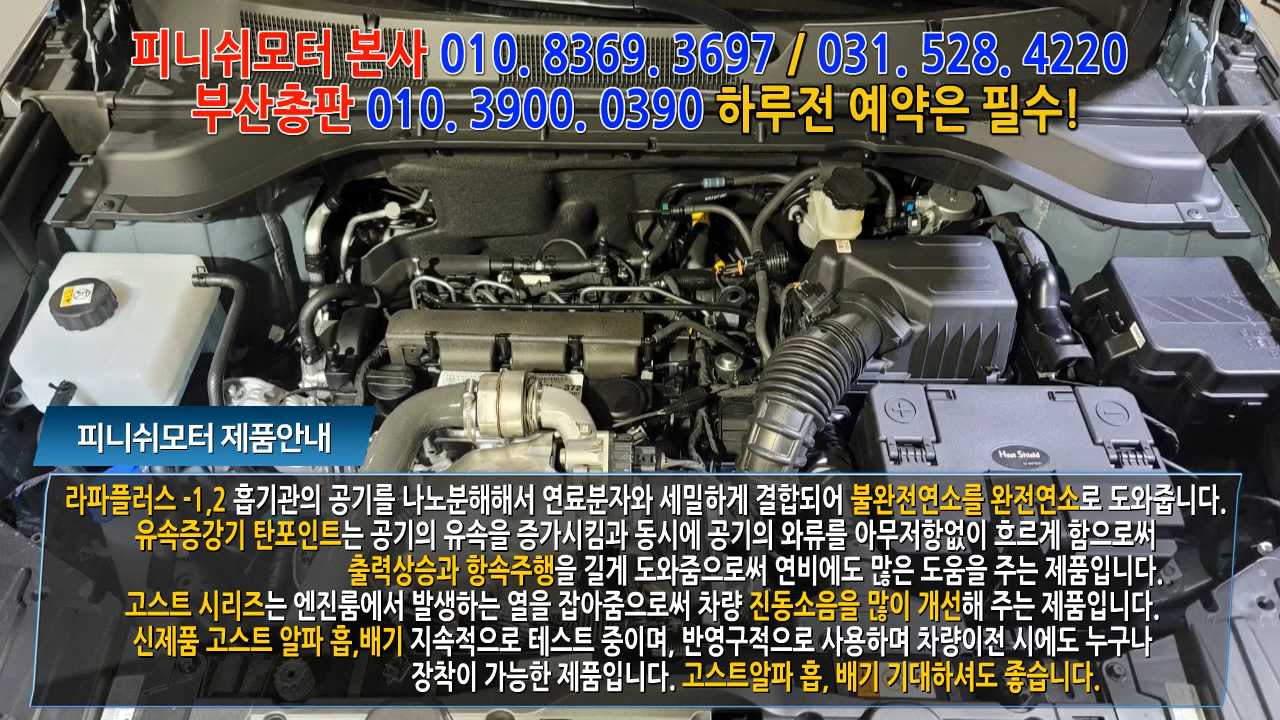 피니쉬모터 본사 010. 8369. 3697 / 031. 528. 4220
부산총판 010. 3900. 0390 하루전 예약은 필수!
Heat Shield
피니쉬모터 제품안내
라파플러스 -1,2 흡기관의 공기를 나노분해해서 연료분자와 세밀하게 결합되어 불완전연소를 완전연소로 도와줍니다.
유속증강기 탄포인트는 공기의 유속을 증가시킴과 동시에 공기의 와류를 아무저항없이 흐르게 함으로써
출력상승과 항속주행을 길게 도와줌으로써 연비에도 많은 도움을 주는 제품입니다.
고스트 시리즈는 엔진룸에서 발생하는 열을 잡아줌으로써 차량 진동소음을 많이 개선해 주는 제품입니다.
신제품 고스트 알파 흡,배기 지속적으로 테스트 중이며, 반영구적으로 사용하며 차량이전 시에도 누구나
장착이 가능한 제품입니다. 고스트알파 흡, 배기 기대하셔도 좋습니다.